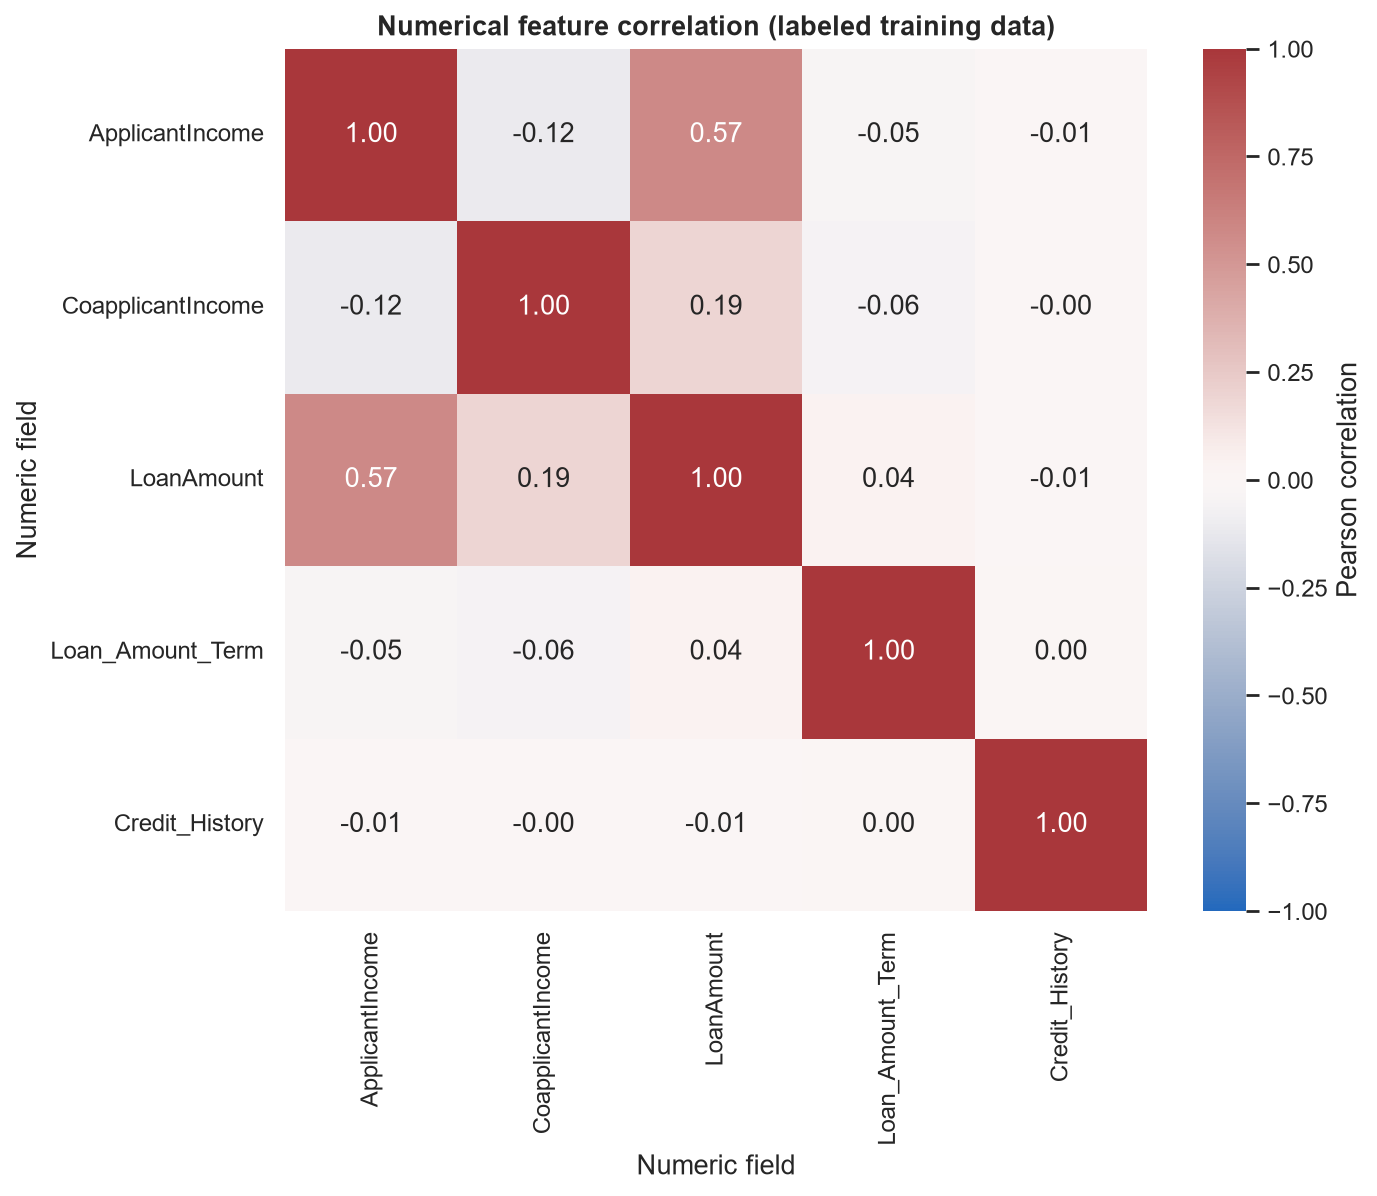 Numerical feature correlation (labeled training data)
ApplicantIncome 1.00 -0.12 0.57 -0.05 -0.01
CoapplicantIncome -0.12 1.00 0.19 -0.06 -0.00
LoanAmount 0.57 0.19 1.00 0.04 -0.01
Loan_Amount_Term -0.05 -0.06 0.04 1.00 0.00
Credit_History -0.01 -0.00 -0.01 0.00 1.00
Numeric field
ApplicantIncome
CoapplicantIncome
LoanAmount
Loan_Amount_Term
Credit_History
Numeric field
1.00
0.75
0.50
0.25
0.00
−0.25
−0.50
−0.75
−1.00
Pearson correlation